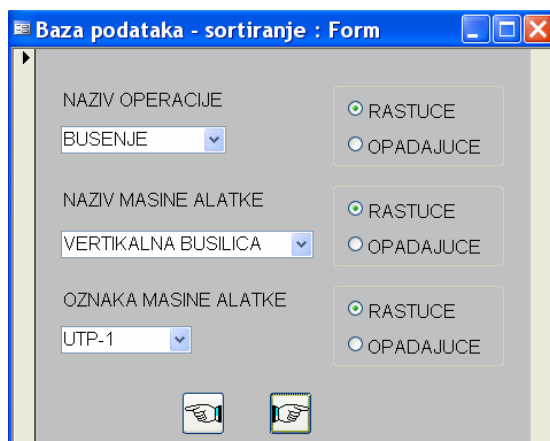 Baza podataka - sortiranje : Form
NAZIV OPERACIJE
BUSENJE
RASTUCE
OPADAJUCE
NAZIV MASINE ALATKE
VERTIKALNA BUSILICA
RASTUCE
OPADAJUCE
OZNAKA MASINE ALATKE
UTP-1
RASTUCE
OPADAJUCE